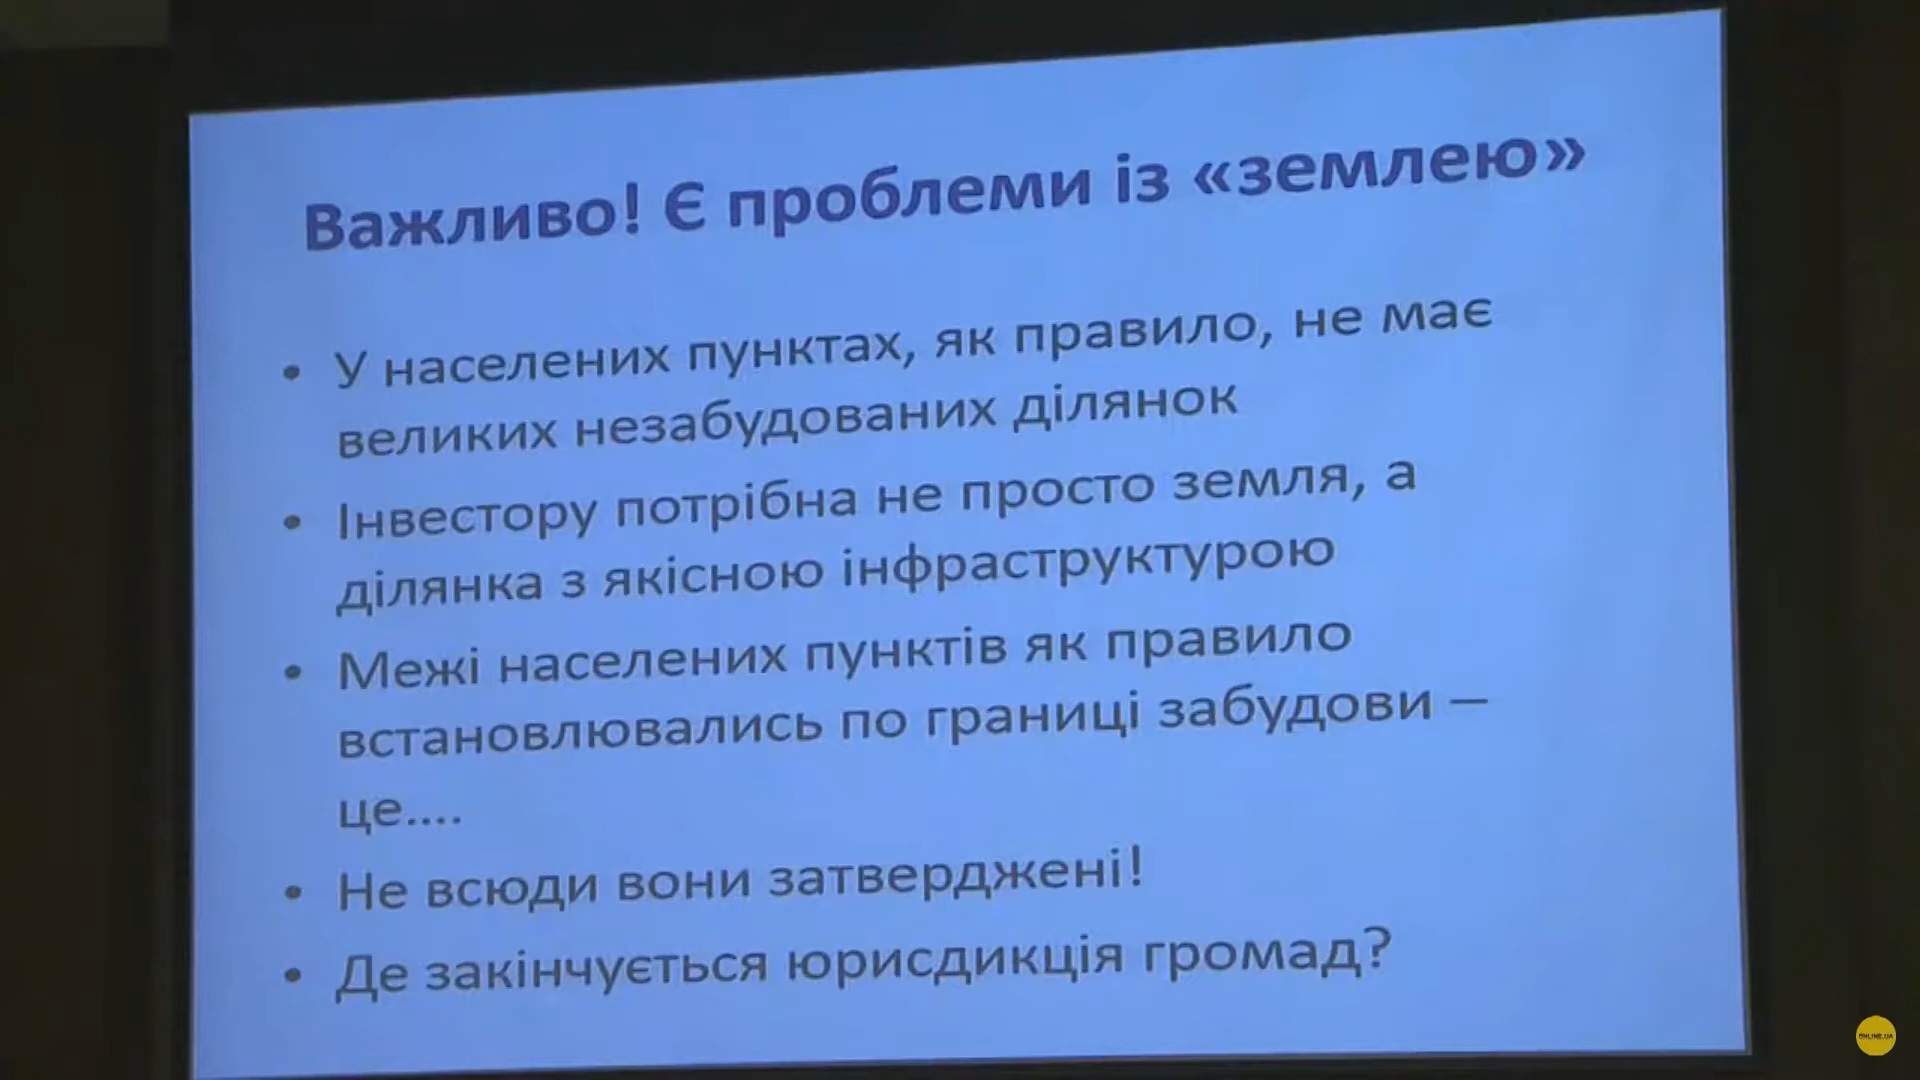 Важливо! Є проблеми із «землею»
• У населених пунктах, як правило, не має
великих незабудованих ділянок
• Інвестору потрібна не просто земля, а
ділянка з якісною інфраструктурою
• Межі населених пунктів як правило
встановлювались по границі забудови –
це....
• Не всюди вони затверджені!
• Де закінчується юрисдикція громад?
ONLINE.UA